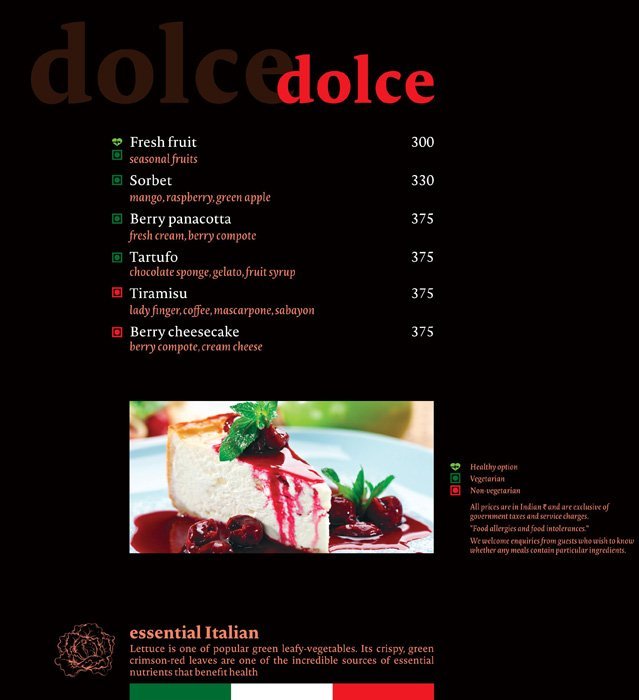 dolce
dolce
Fresh fruit 300
seasonal fruits
Sorbet 330
mango, raspberry, green apple
Berry panacotta 375
fresh cream, berry compote
Tartufo 375
chocolate sponge, gelato, fruit syrup
Tiramisu 375
lady finger, coffee, mascarpone, sabayon
Berry cheesecake 375
berry compote, cream cheese
Healthy option
Vegetarian
Non-vegetarian
All prices are in Indian ₹ and are exclusive of
government taxes and service charges.
"Food allergies and food intolerances."
We welcome enquiries from guests who wish to know
whether any meals contain particular ingredients.
essential Italian
Lettuce is one of popular green leafy-vegetables. Its crispy, green
crimson-red leaves are one of the incredible sources of essential
nutrients that benefit health